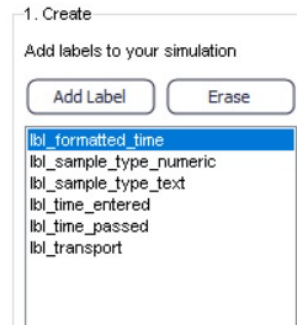 1. Create
Add labels to your simulation
Add Label Erase
lbl_formatted_time
lbl_sample_type_numeric
lbl_sample_type_text
lbl_time_entered
lbl_time_passed
lbl_transport